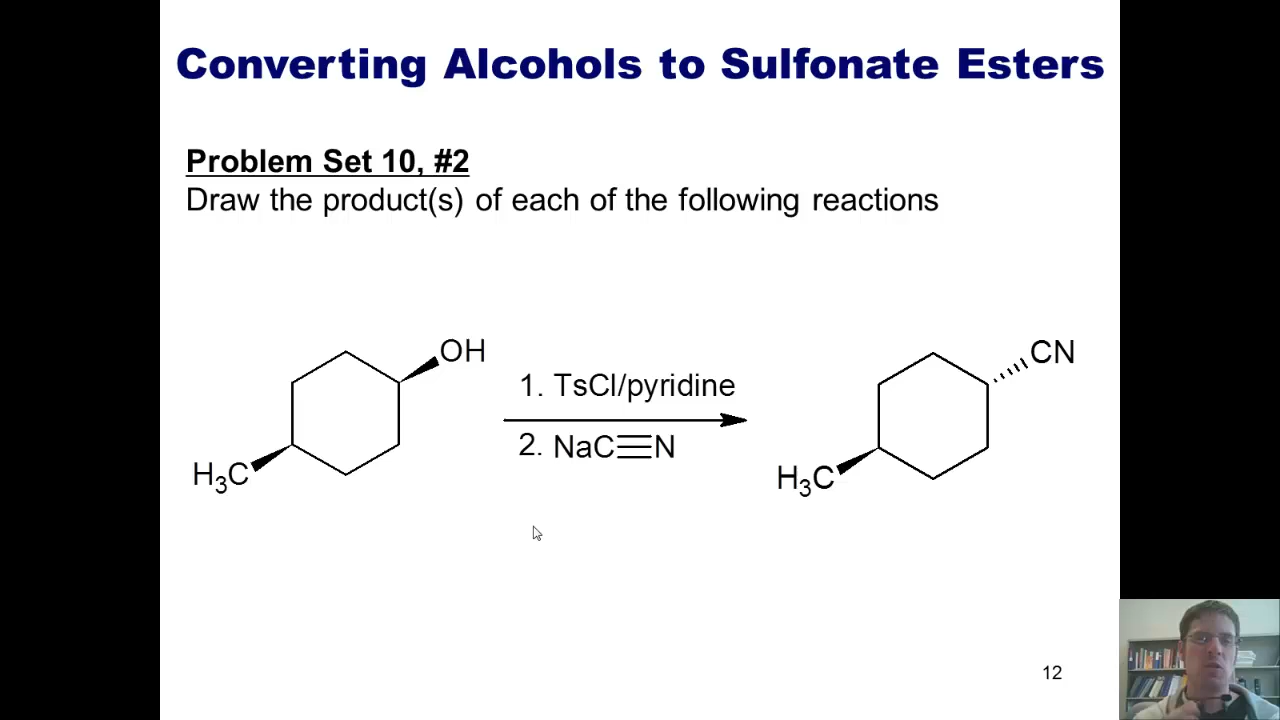 Converting Alcohols to Sulfonate Esters
Problem Set 10, #2
Draw the product(s) of each of the following reactions
OH
H₃C
1. TsCl/pyridine
2. NaC≡N
CN
H₃C
12